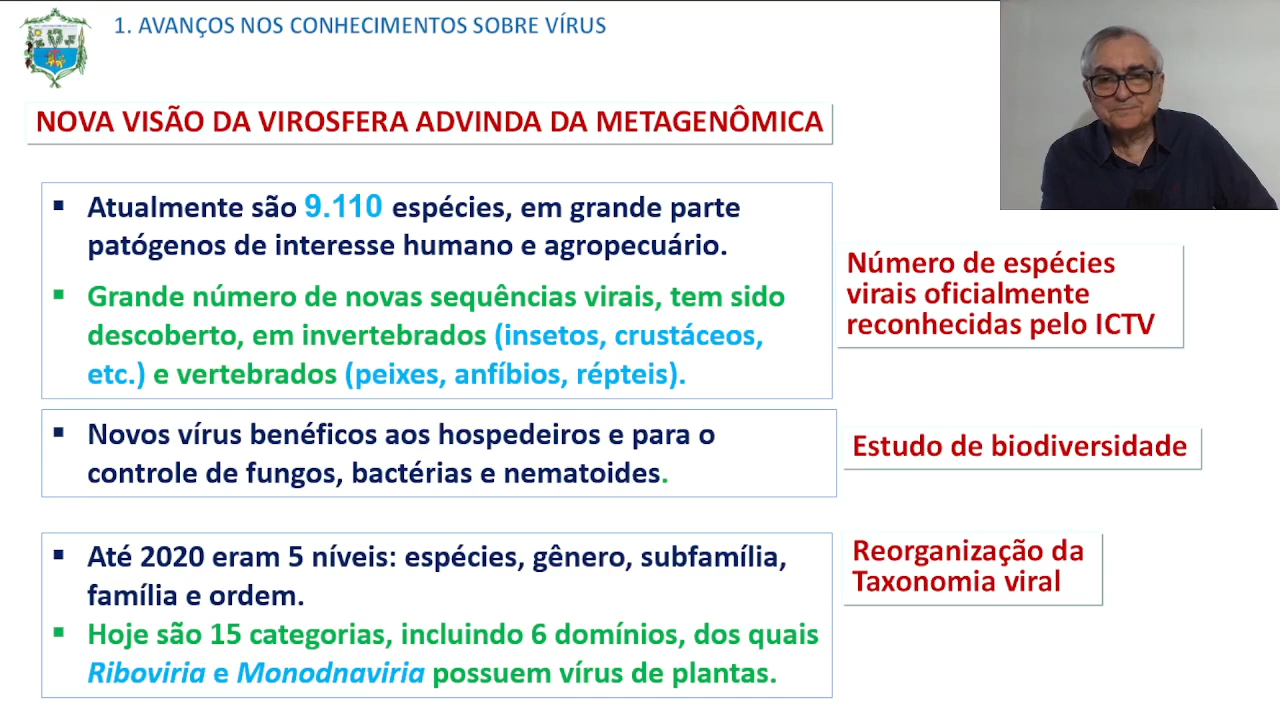 1. AVANÇOS NOS CONHECIMENTOS SOBRE VÍRUS
NOVA VISÃO DA VIROSFERA ADVINDA DA METAGENÔMICA
▪ Atualmente são 9.110 espécies, em grande parte
patógenos de interesse humano e agropecuário.
▪ Grande número de novas sequências virais, tem sido
descoberto, em invertebrados (insetos, crustáceos,
etc.) e vertebrados (peixes, anfíbios, répteis).
Número de espécies
virais oficialmente
reconhecidas pelo ICTV
▪ Novos vírus benéficos aos hospedeiros e para o
controle de fungos, bactérias e nematoides.
Estudo de biodiversidade
▪ Até 2020 eram 5 níveis: espécies, gênero, subfamília,
família e ordem.
▪ Hoje são 15 categorias, incluindo 6 domínios, dos quais
Riboviria e Monodnaviria possuem vírus de plantas.
Reorganização da
Taxonomia viral